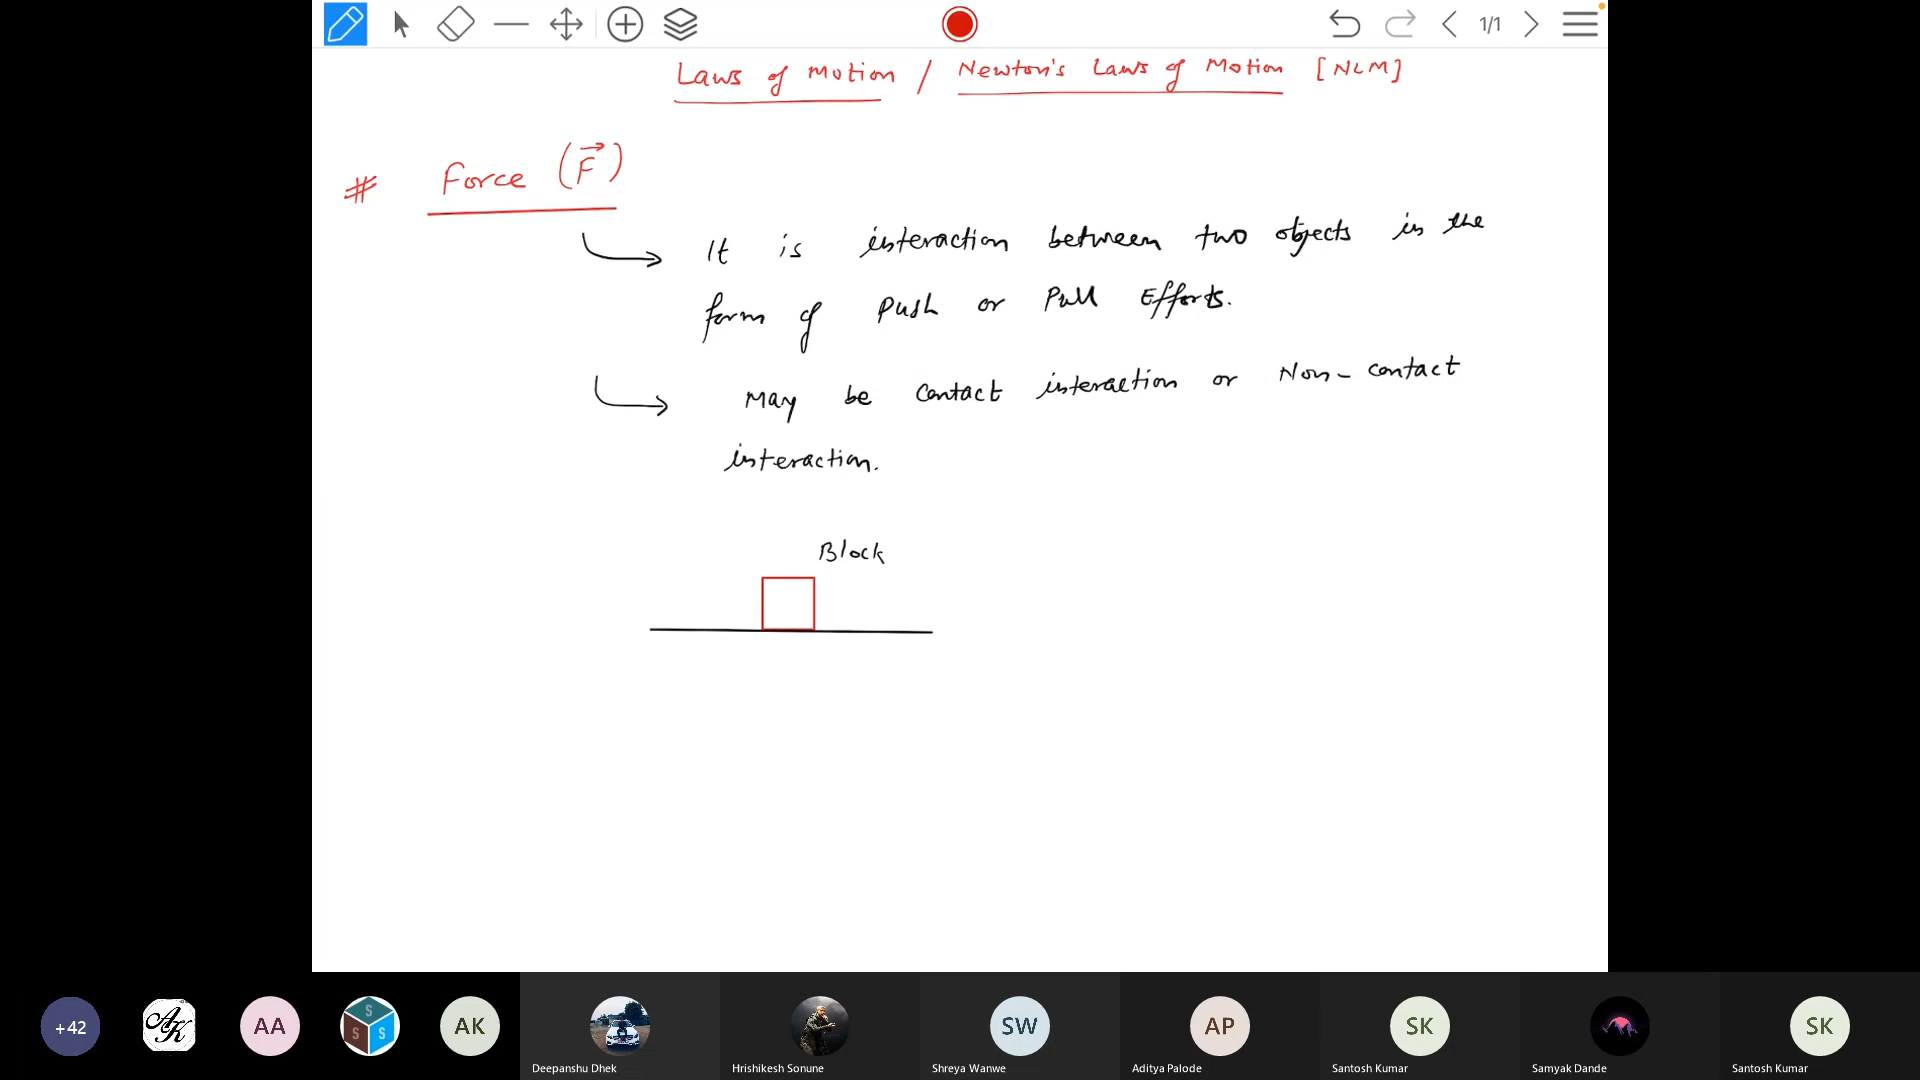 1/1
Laws of Motion / Newton's Laws of Motion [NLM]
# Force (F)
It is interaction between two objects in the
form of Push or Pull Efforts.
May be Contact interaction or Non-contact
interaction.
Block
+42
AK
AA
S
S S
AK
SW
AP
SK
SK
Deepanshu Dhek
Hrishikesh Sonune
Shreya Wanwe
Aditya Palode
Santosh Kumar
Samyak Dande
Santosh Kumar